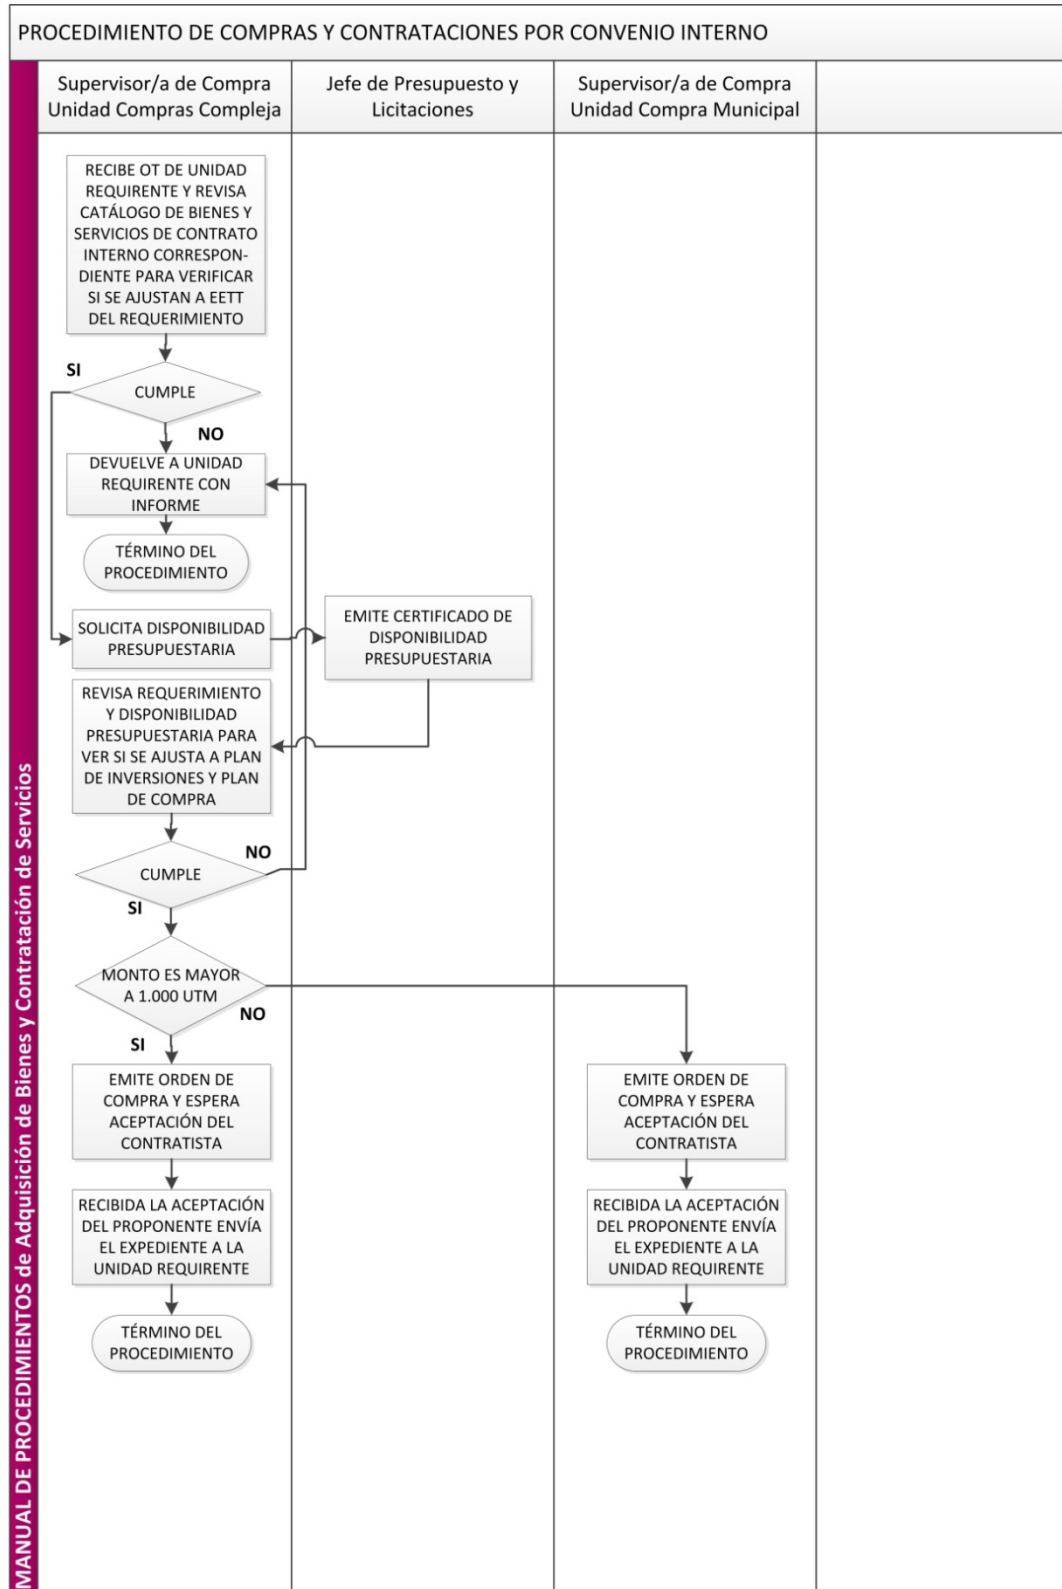 PROCEDIMIENTO DE COMPRAS Y CONTRATACIONES POR CONVENIO INTERNO
MANUAL DE PROCEDIMIENTOS de Adquisición de Bienes y Contratación de Servicios
Supervisor/a de Compra
Unidad Compras Compleja
Jefe de Presupuesto y
Licitaciones
Supervisor/a de Compra
Unidad Compra Municipal
RECIBE OT DE UNIDAD
REQUIRENTE Y REVISA
CATÁLOGO DE BIENES Y
SERVICIOS DE CONTRATO
INTERNO CORRESPON-
DIENTE PARA VERIFICAR
SI SE AJUSTAN A EETT
DEL REQUERIMIENTO
SI
CUMPLE
NO
DEVUELVE A UNIDAD
REQUIRENTE CON
INFORME
TÉRMINO DEL
PROCEDIMIENTO
SOLICITA DISPONIBILIDAD
PRESUPUESTARIA
EMITE CERTIFICADO DE
DISPONIBILIDAD
PRESUPUESTARIA
REVISA REQUERIMIENTO
Y DISPONIBILIDAD
PRESUPUESTARIA PARA
VER SI SE AJUSTA A PLAN
DE INVERSIONES Y PLAN
DE COMPRA
NO
CUMPLE
SI
MONTO ES MAYOR
A 1.000 UTM
NO
SI
EMITE ORDEN DE
COMPRA Y ESPERA
ACEPTACIÓN DEL
CONTRATISTA
RECIBIDA LA ACEPTACIÓN
DEL PROPONENTE ENVÍA
EL EXPEDIENTE A LA
UNIDAD REQUIRENTE
TÉRMINO DEL
PROCEDIMIENTO
EMITE ORDEN DE
COMPRA Y ESPERA
ACEPTACIÓN DEL
CONTRATISTA
RECIBIDA LA ACEPTACIÓN
DEL PROPONENTE ENVÍA
EL EXPEDIENTE A LA
UNIDAD REQUIRENTE
TÉRMINO DEL
PROCEDIMIENTO